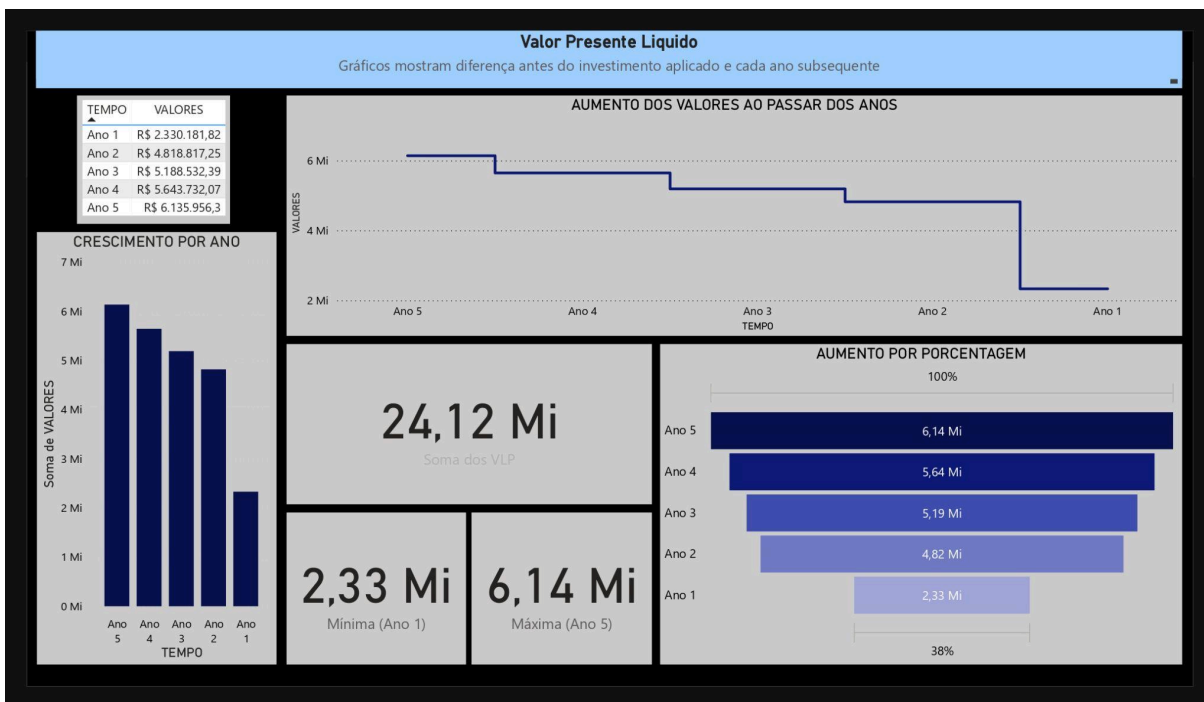 Valor Presente Liquido
Gráficos mostram diferença antes do investimento aplicado e cada ano subsequente
TEMPO VALORES
Ano 1 R$ 2.330.181,82
Ano 2 R$ 4.818.817,25
Ano 3 R$ 5.188.532,39
Ano 4 R$ 5.643.732,07
Ano 5 R$ 6.135.956,3
AUMENTO DOS VALORES AO PASSAR DOS ANOS
VALORES
6 Mi
4 Mi
2 Mi
Ano 5 Ano 4 Ano 3 Ano 2 Ano 1
TEMPO
CRESCIMENTO POR ANO
Soma de VALORES
7 Mi
6 Mi
5 Mi
4 Mi
3 Mi
2 Mi
1 Mi
0 Mi
Ano Ano Ano Ano Ano
5 4 3 2 1
TEMPO
24,12 Mi
Soma dos VLP
2,33 Mi
Mínima (Ano 1)
6,14 Mi
Máxima (Ano 5)
AUMENTO POR PORCENTAGEM
100%
Ano 5 6,14 Mi
Ano 4 5,64 Mi
Ano 3 5,19 Mi
Ano 2 4,82 Mi
Ano 1 2,33 Mi
38%